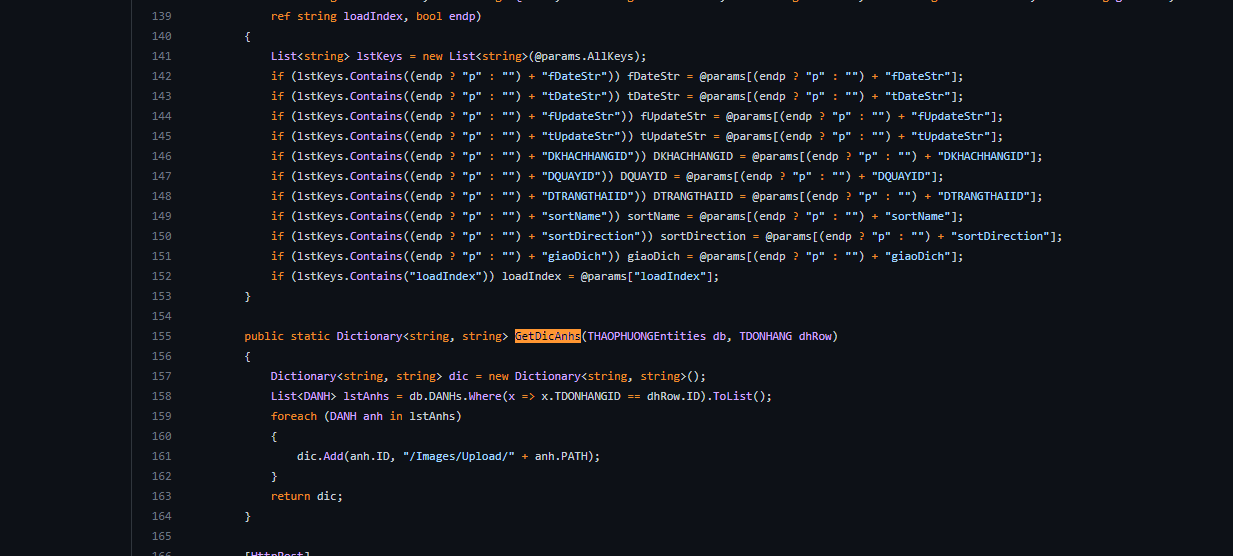 139 ref string loadIndex, bool endp)
140 {
141 List<string> lstKeys = new List<string>(@params.AllKeys);
142 if (lstKeys.Contains((endp ? "p" : "") + "fDateStr")) fDateStr = @params[(endp ? "p" : "") + "fDateStr"];
143 if (lstKeys.Contains((endp ? "p" : "") + "tDateStr")) tDateStr = @params[(endp ? "p" : "") + "tDateStr"];
144 if (lstKeys.Contains((endp ? "p" : "") + "fUpdateStr")) fUpdateStr = @params[(endp ? "p" : "") + "fUpdateStr"];
145 if (lstKeys.Contains((endp ? "p" : "") + "tUpdateStr")) tUpdateStr = @params[(endp ? "p" : "") + "tUpdateStr"];
146 if (lstKeys.Contains((endp ? "p" : "") + "DKHACHHANGID")) DKHACHHANGID = @params[(endp ? "p" : "") + "DKHACHHANGID"];
147 if (lstKeys.Contains((endp ? "p" : "") + "DQUAYID")) DQUAYID = @params[(endp ? "p" : "") + "DQUAYID"];
148 if (lstKeys.Contains((endp ? "p" : "") + "DTRANGTHAIID")) DTRANGTHAIID = @params[(endp ? "p" : "") + "DTRANGTHAIID"];
149 if (lstKeys.Contains((endp ? "p" : "") + "sortName")) sortName = @params[(endp ? "p" : "") + "sortName"];
150 if (lstKeys.Contains((endp ? "p" : "") + "sortDirection")) sortDirection = @params[(endp ? "p" : "") + "sortDirection"];
151 if (lstKeys.Contains((endp ? "p" : "") + "giaoDich")) giaoDich = @params[(endp ? "p" : "") + "giaoDich"];
152 if (lstKeys.Contains("loadIndex")) loadIndex = @params["loadIndex"];
153 }
154
155 public static Dictionary<string, string> GetDicAnhs(THAOPHUONGEntities db, TDONHANG dhRow)
156 {
157 Dictionary<string, string> dic = new Dictionary<string, string>();
158 List<DANH> lstAnhs = db.DANHs.Where(x => x.TDONHANGID == dhRow.ID).ToList();
159 foreach (DANH anh in lstAnhs)
160 {
161 dic.Add(anh.ID, "/Images/Upload/" + anh.PATH);
162 }
163 return dic;
164 }
165
166 [HttpPost]